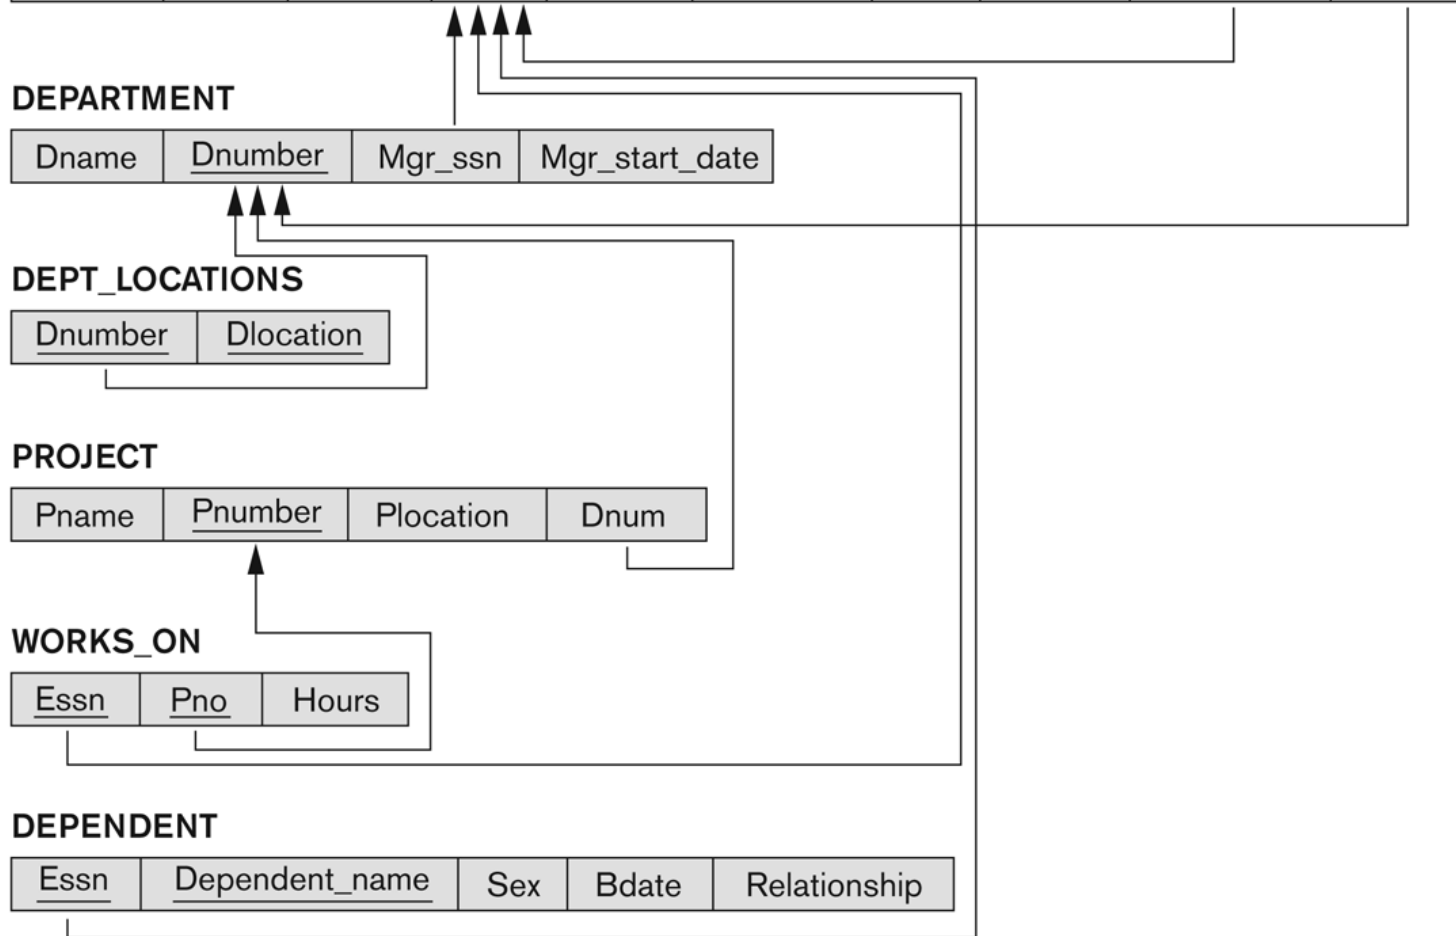 DEPARTMENT
Dname Dnumber Mgr_ssn Mgr_start_date
DEPT_LOCATIONS
Dnumber Dlocation
PROJECT
Pname Pnumber Plocation Dnum
WORKS_ON
Essn Pno Hours
DEPENDENT
Essn Dependent_name Sex Bdate Relationship